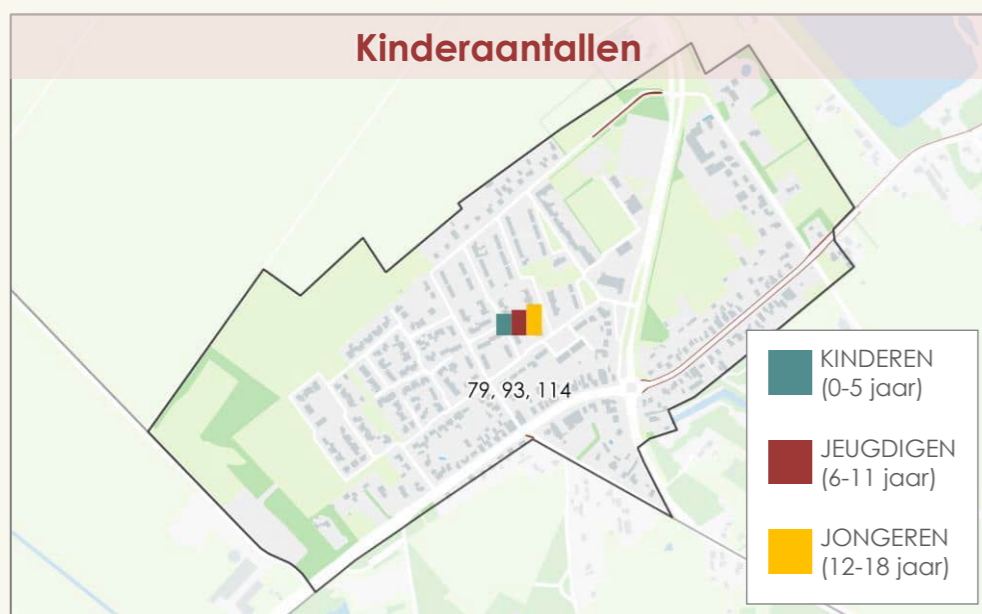 Kinderaantallen
79, 93, 114
KINDEREN
(0-5 jaar)
JEUGDIGEN
(6-11 jaar)
JONGEREN
(12-18 jaar)